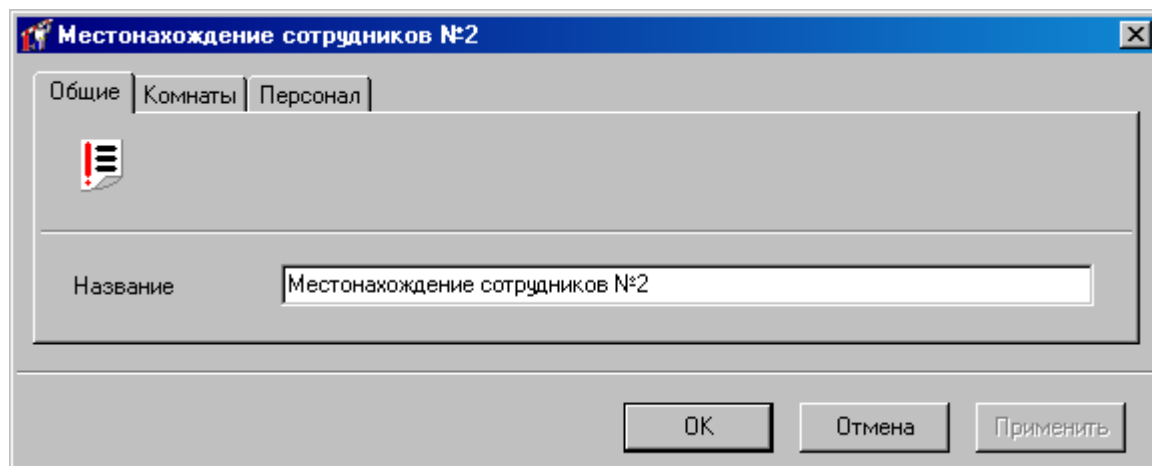 Местонахождение сотрудников №2
Общие Комнаты Персонал
Название Местонахождение сотрудников №2
OK Отмена Применить